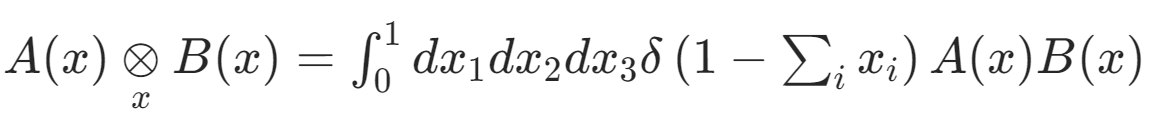 A(x) ⊗ₓ B(x) = ∫₀¹ dx₁dx₂dx₃δ (1 − ∑ᵢ xᵢ) A(x)B(x)